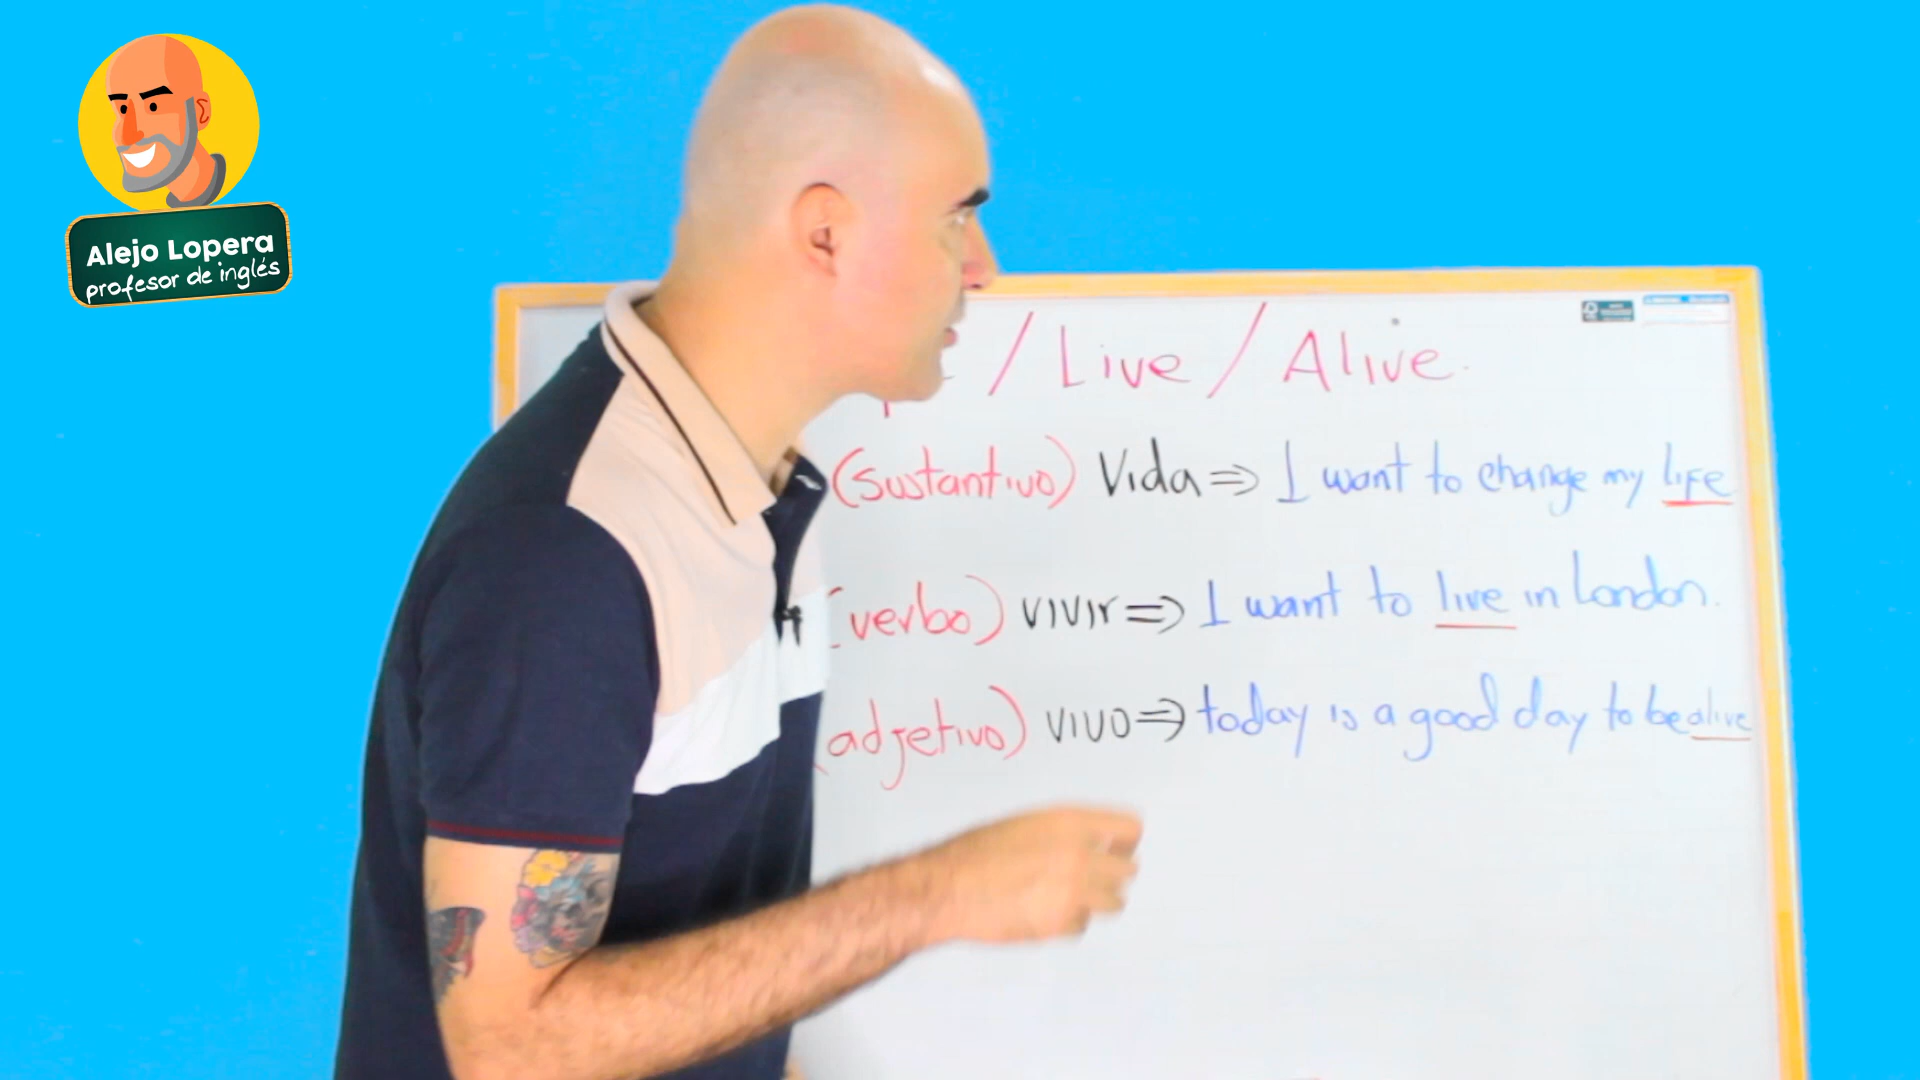 Alejo Lopera
profesor de inglés
/ Live / Alive.
(sustantivo) Vida ⇒ I want to change my life
(verbo) vivir ⇒ I want to live in London.
(adjetivo) vivo ⇒ today is a good day to be alive